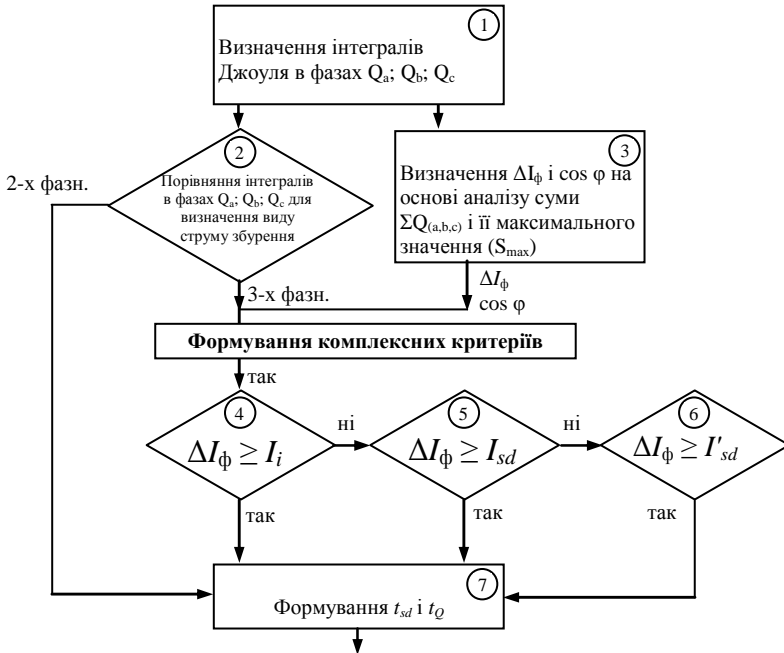 1
Визначення інтегралів
Джоуля в фазах Qa; Qb; Qc
2-х фазн.
2
Порівняння інтегралів
в фазах Qa; Qb; Qc для
визначення виду
струму збурення
3
Визначення ΔIф і cos φ на
основі аналізу суми
ΣQ(a,b,c) і її максимального
значення (Smax)
3-х фазн.
ΔIф
cos φ
Формування комплексних критеріїв
так
4
ΔIф ≥ Ii
ні
5
ΔIф ≥ Isd
ні
6
ΔIф ≥ I'sd
так
так
так
7
Формування tsd і tQ